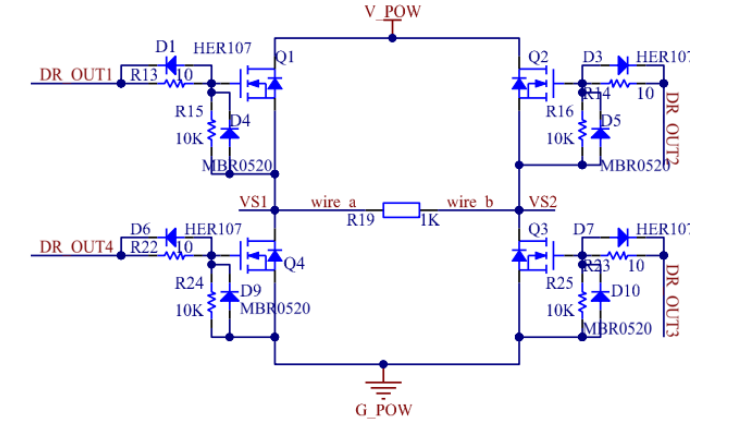 V_POW
D1 HER107 Q1 Q2 D3 HER107
DR_OUT1 R13 10 R14 10
R15 D4 R16 D5 DR_OUT2
10K 10K
MBR0520 MBR0520
VS1 wire_a wire_b VS2
R19 1K
D6 HER107 Q3 D7 HER107
DR_OUT4 R22 10 Q4 R23 10
R24 D9 R25 D10 DR_OUT3
10K MBR0520 10K
MBR0520
G_POW